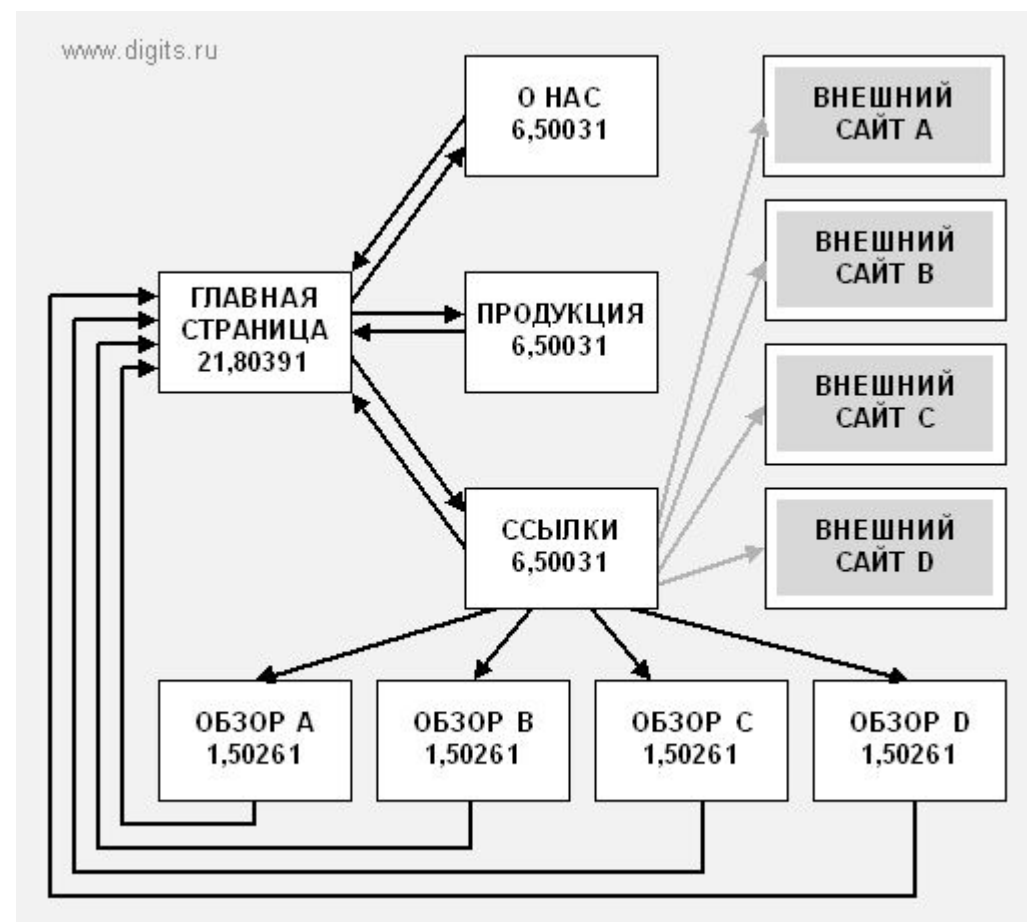 www.digits.ru
О НАС
6,50031
ВНЕШНИЙ
САЙТ A
ВНЕШНИЙ
САЙТ B
ГЛАВНАЯ
СТРАНИЦА
21,80391
ПРОДУКЦИЯ
6,50031
ВНЕШНИЙ
САЙТ C
ССЫЛКИ
6,50031
ВНЕШНИЙ
САЙТ D
ОБЗОР A
1,50261
ОБЗОР B
1,50261
ОБЗОР C
1,50261
ОБЗОР D
1,50261